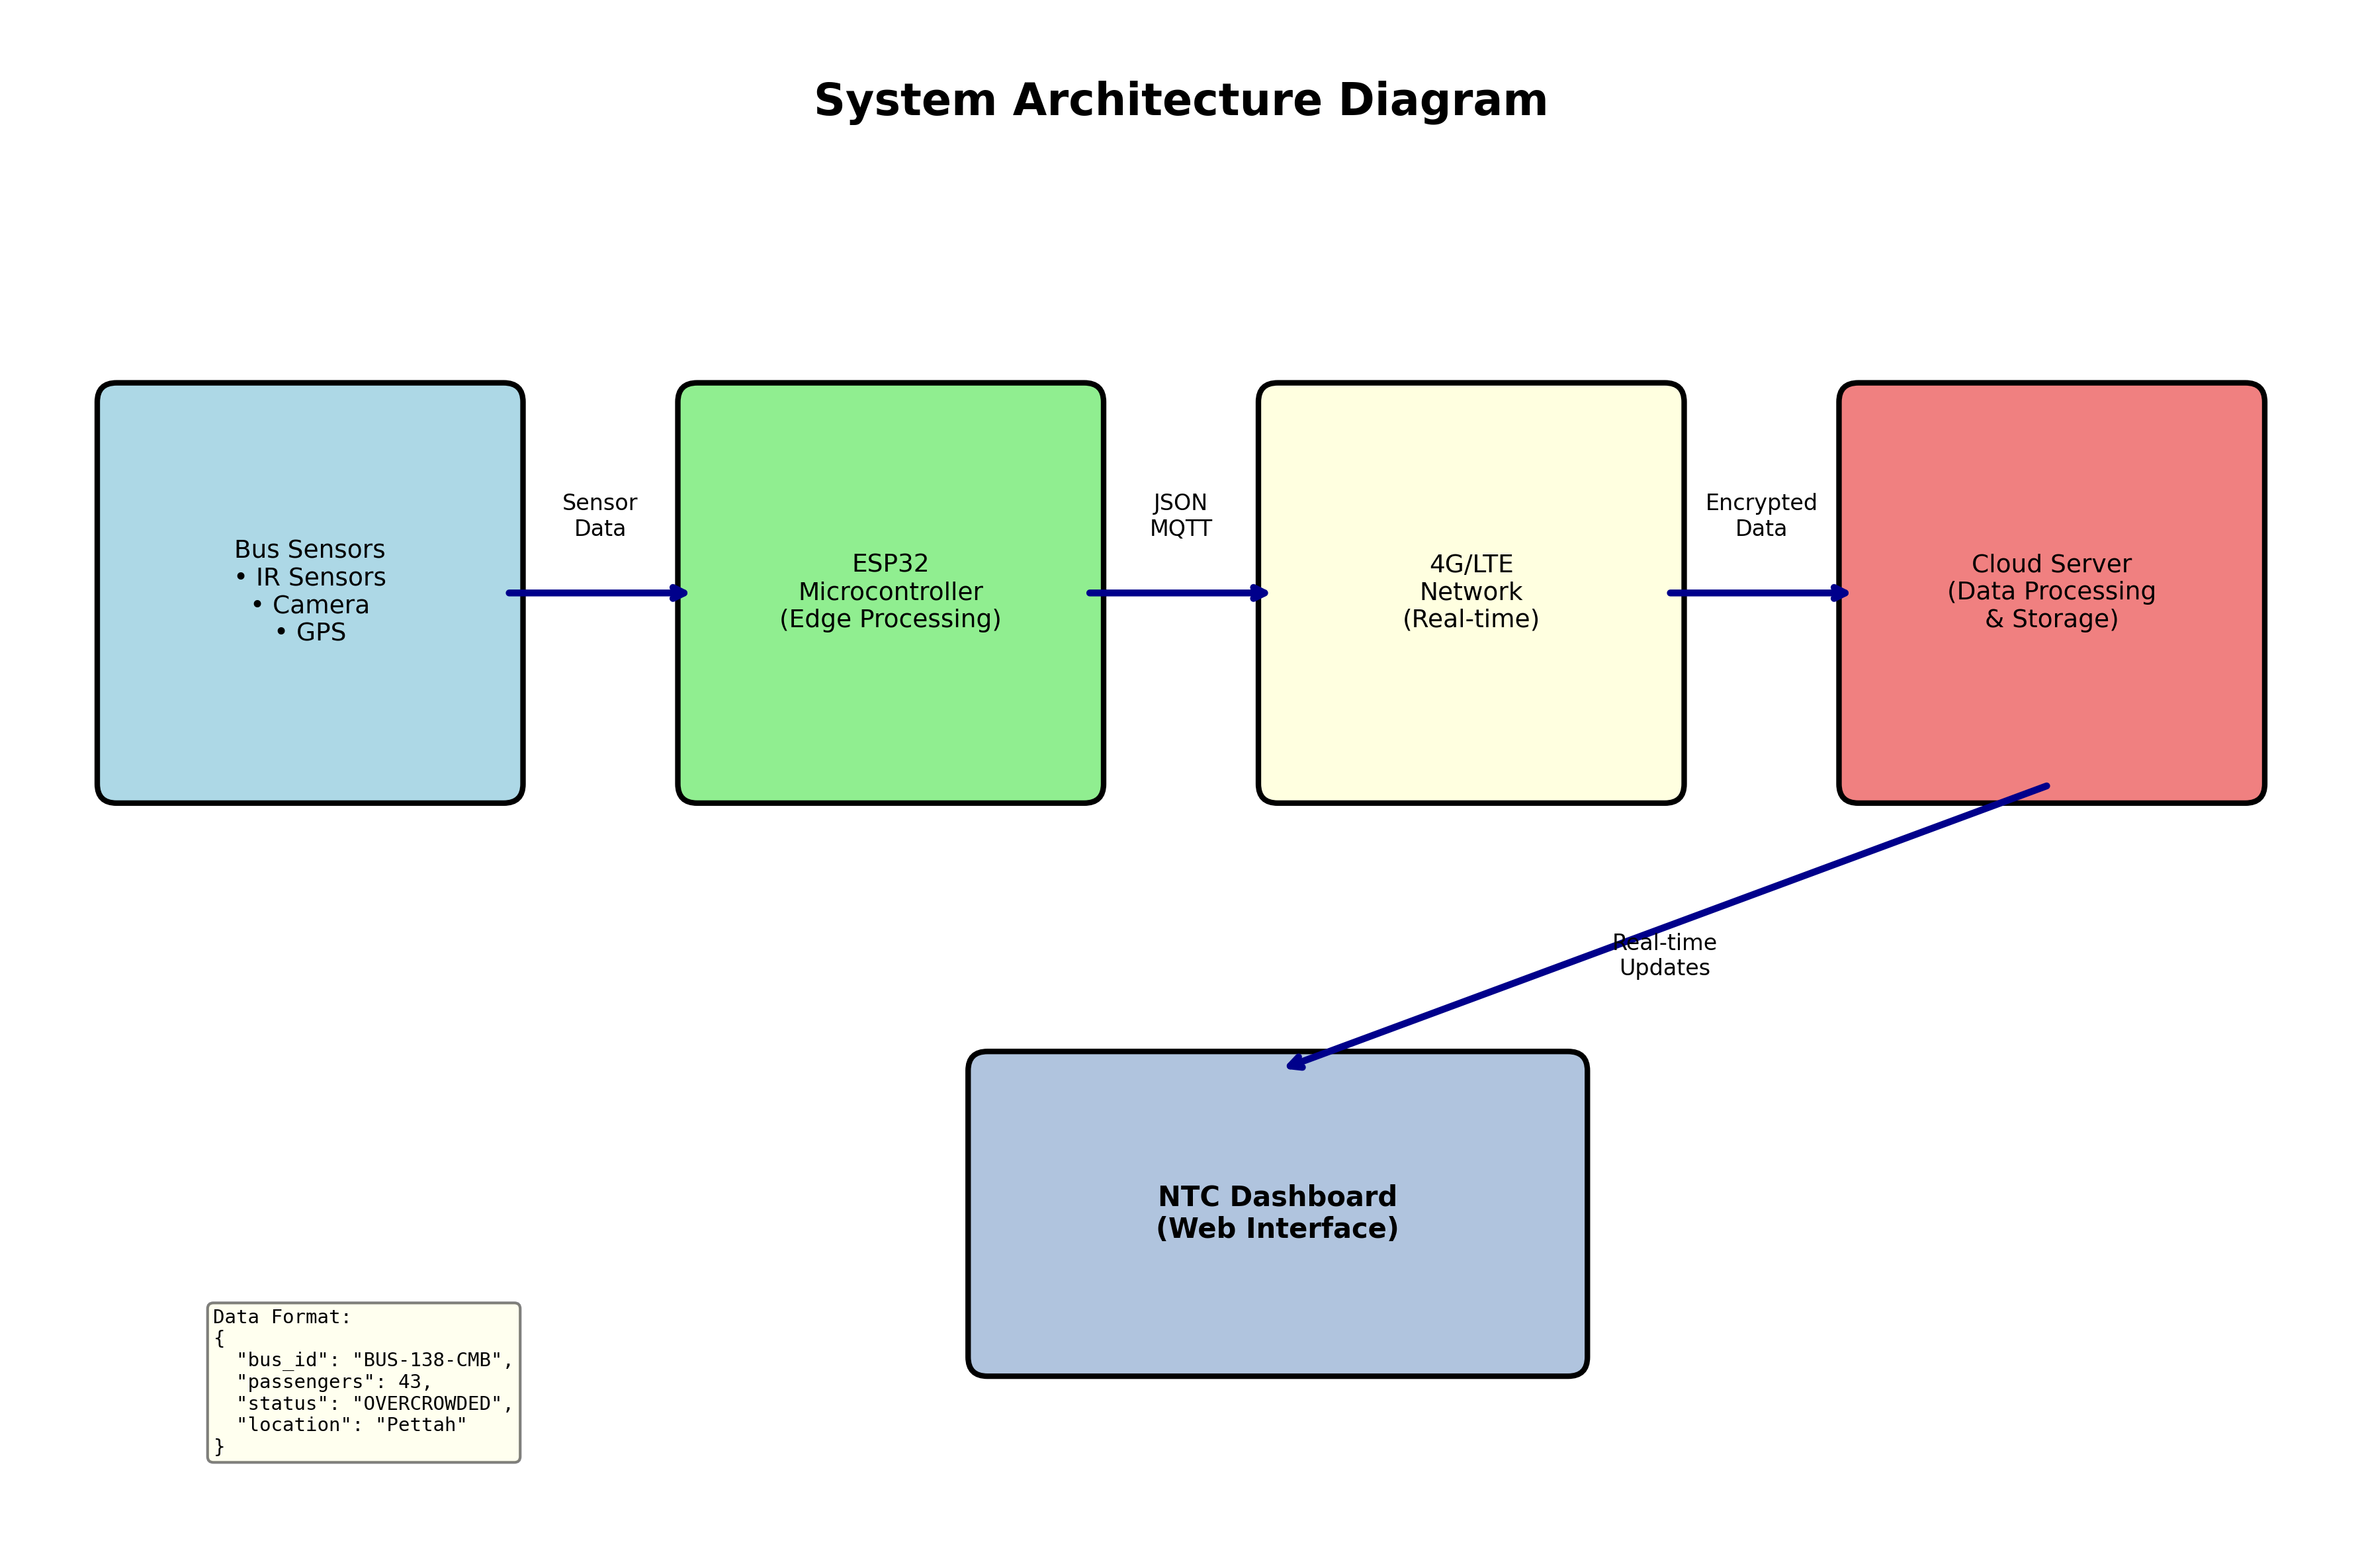 System Architecture Diagram
Bus Sensors
• IR Sensors
• Camera
• GPS
Sensor
Data
ESP32
Microcontroller
(Edge Processing)
JSON
MQTT
4G/LTE
Network
(Real-time)
Encrypted
Data
Cloud Server
(Data Processing
& Storage)
Real-time
Updates
NTC Dashboard
(Web Interface)
Data Format:
{
  "bus_id": "BUS-138-CMB",
  "passengers": 43,
  "status": "OVERCROWDED",
  "location": "Pettah"
}